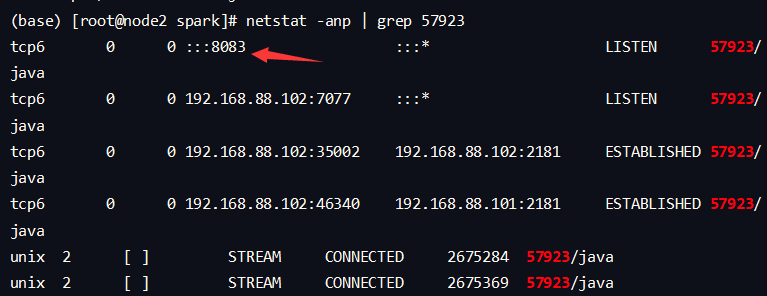 (base) [root@node2 spark]# netstat -anp | grep 57923
tcp6 0 0 :::8083 :::* LISTEN 57923/
java
tcp6 0 0 192.168.88.102:7077 :::* LISTEN 57923/
java
tcp6 0 0 192.168.88.102:35002 192.168.88.102:2181 ESTABLISHED 57923/
java
tcp6 0 0 192.168.88.102:46340 192.168.88.101:2181 ESTABLISHED 57923/
java
unix 2 [ ] STREAM CONNECTED 2675284 57923/java
unix 2 [ ] STREAM CONNECTED 2675369 57923/java